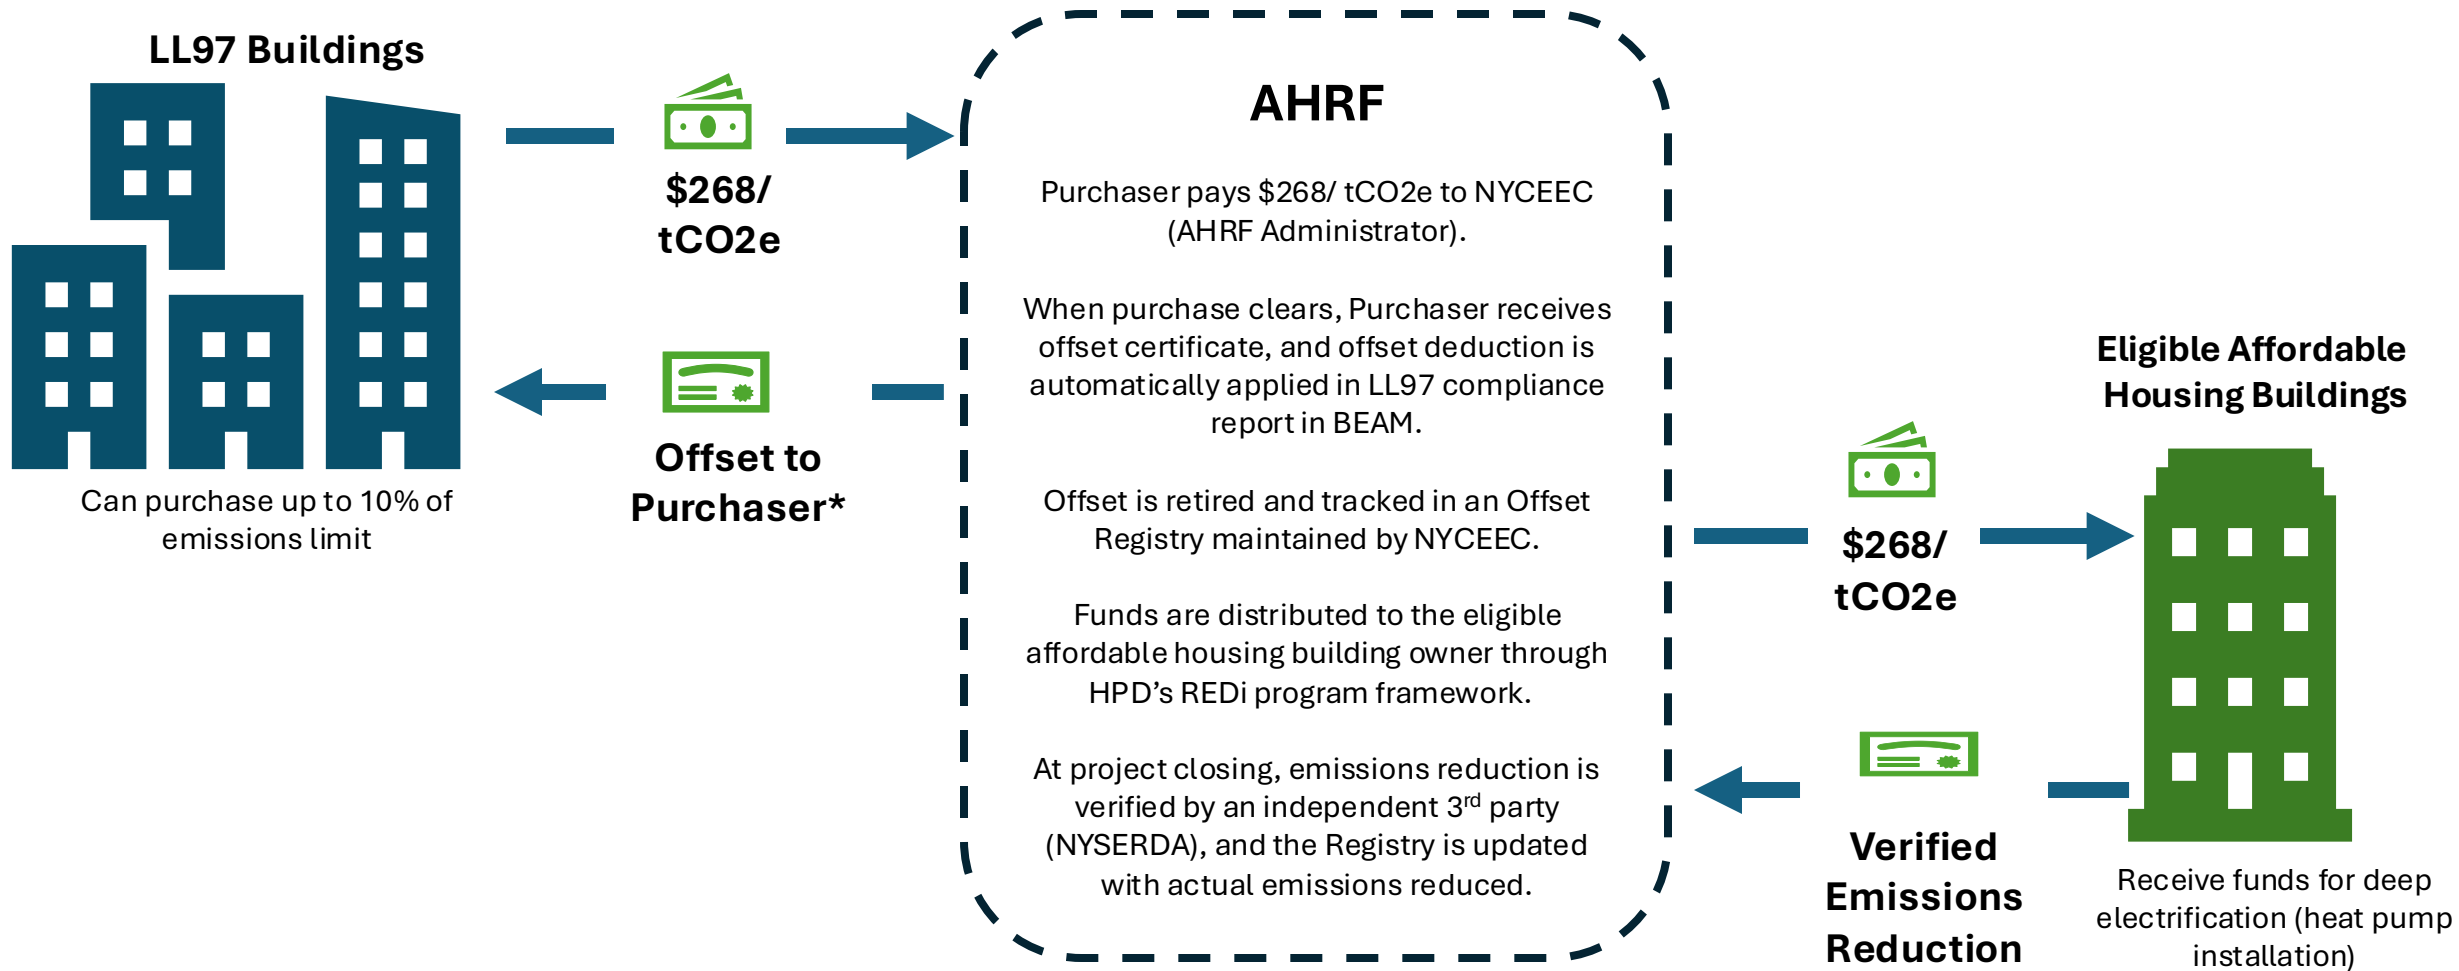 LL97 Buildings
$268/
tCO2e
Offset to
Purchaser*
Can purchase up to 10% of
emissions limit
AHRF
Purchaser pays $268/ tCO2e to NYCEEC
(AHRF Administrator).
When purchase clears, Purchaser receives
offset certificate, and offset deduction is
automatically applied in LL97 compliance
report in BEAM.
Offset is retired and tracked in an Offset
Registry maintained by NYCEEC.
Funds are distributed to the eligible
affordable housing building owner through
HPD’s REDi program framework.
At project closing, emissions reduction is
verified by an independent 3rd party
(NYSERDA), and the Registry is updated
with actual emissions reduced.
Eligible Affordable
Housing Buildings
$268/
tCO2e
Verified
Emissions
Reduction
Receive funds for deep
electrification (heat pump
installation)